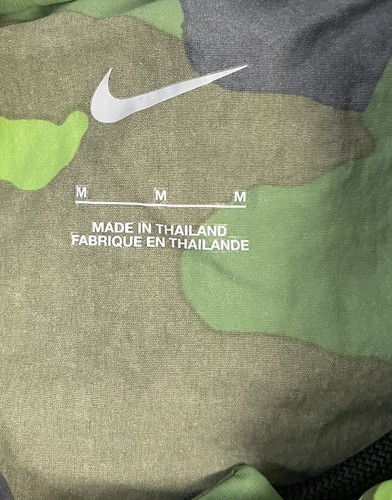 M M M
MADE IN THAILAND
FABRIQUE EN THAILANDE